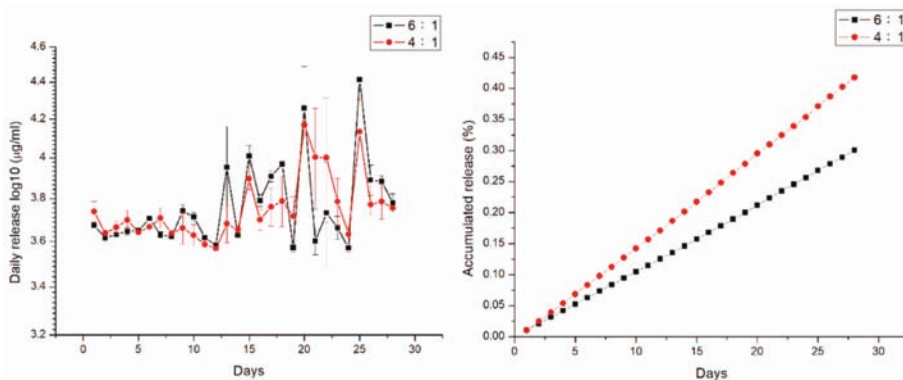 6 : 1
4 : 1
4.6
4.4
4.2
4
3.8
3.6
3.4
3.2
Daily release log10 (μg/ml)
0 5 10 15 20 25 30
Days
6 : 1
4 : 1
0.45
0.40
0.35
0.30
0.25
0.20
0.15
0.10
0.05
0.00
Accumulated release (%)
0 5 10 15 20 25 30
Days